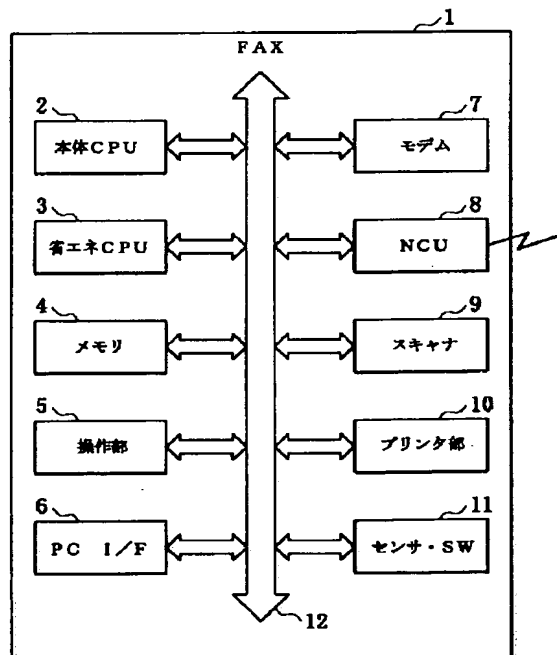 1
FAX
2
本体CPU
7
モデム
3
省エネCPU
8
NCU
4
メモリ
9
スキャナ
5
操作部
10
プリンタ部
6
PC I/F
11
センサ・SW
12